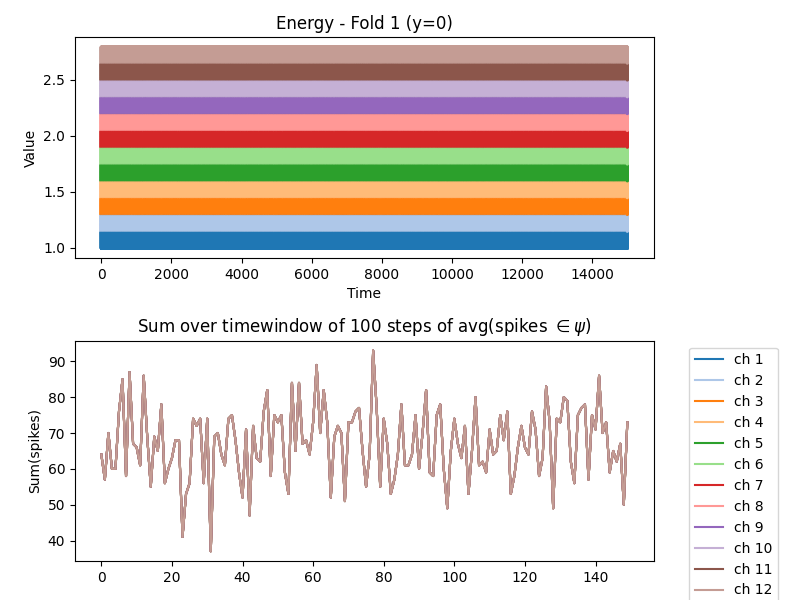 Energy - Fold 1 (y=0)
2.5
2.0
1.5
1.0
Value
0 2000 4000 6000 8000 10000 12000 14000
Time
Sum over timewindow of 100 steps of avg(spikes ∈ ψ)
90
80
70
60
50
40
Sum(spikes)
0 20 40 60 80 100 120 140
ch 1
ch 2
ch 3
ch 4
ch 5
ch 6
ch 7
ch 8
ch 9
ch 10
ch 11
ch 12